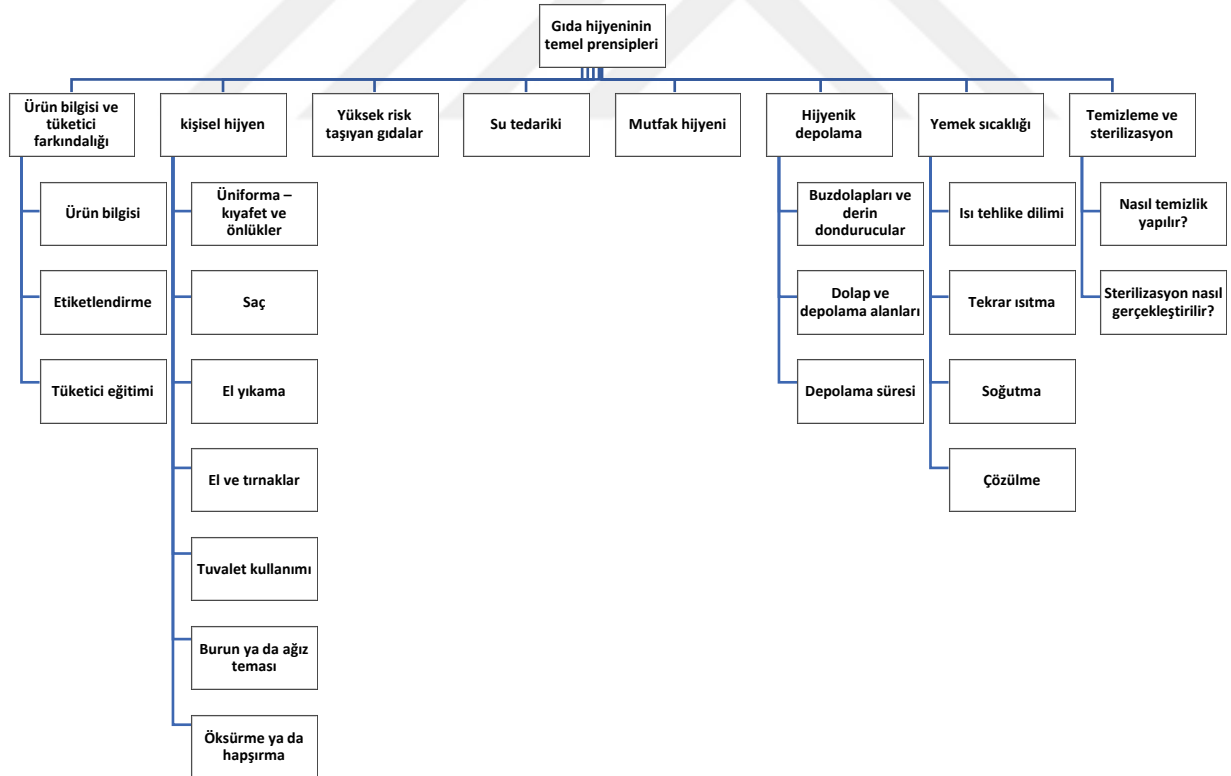 Gıda hijyeninin
temel prensipleri
Ürün bilgisi ve
tüketici
farkındalığı
kişisel hijyen
Yüksek risk
taşıyan gıdalar
Su tedariki
Mutfak hijyeni
Hijyenik
depolama
Yemek sıcaklığı
Temizleme ve
sterilizasyon
Ürün bilgisi
Etiketlendirme
Tüketici eğitimi
Üniforma –
kıyafet ve
önlükler
Saç
El yıkama
El ve tırnaklar
Tuvalet kullanımı
Burun ya da ağız
teması
Öksürme ya da
hapşırma
Buzdolapları ve
derin
dondurucular
Dolap ve
depolama alanları
Depolama süresi
Isı tehlike dilimi
Tekrar ısıtma
Soğutma
Çözülme
Nasıl temizlik
yapılır?
Sterilizasyon nasıl
gerçekleştirilir?